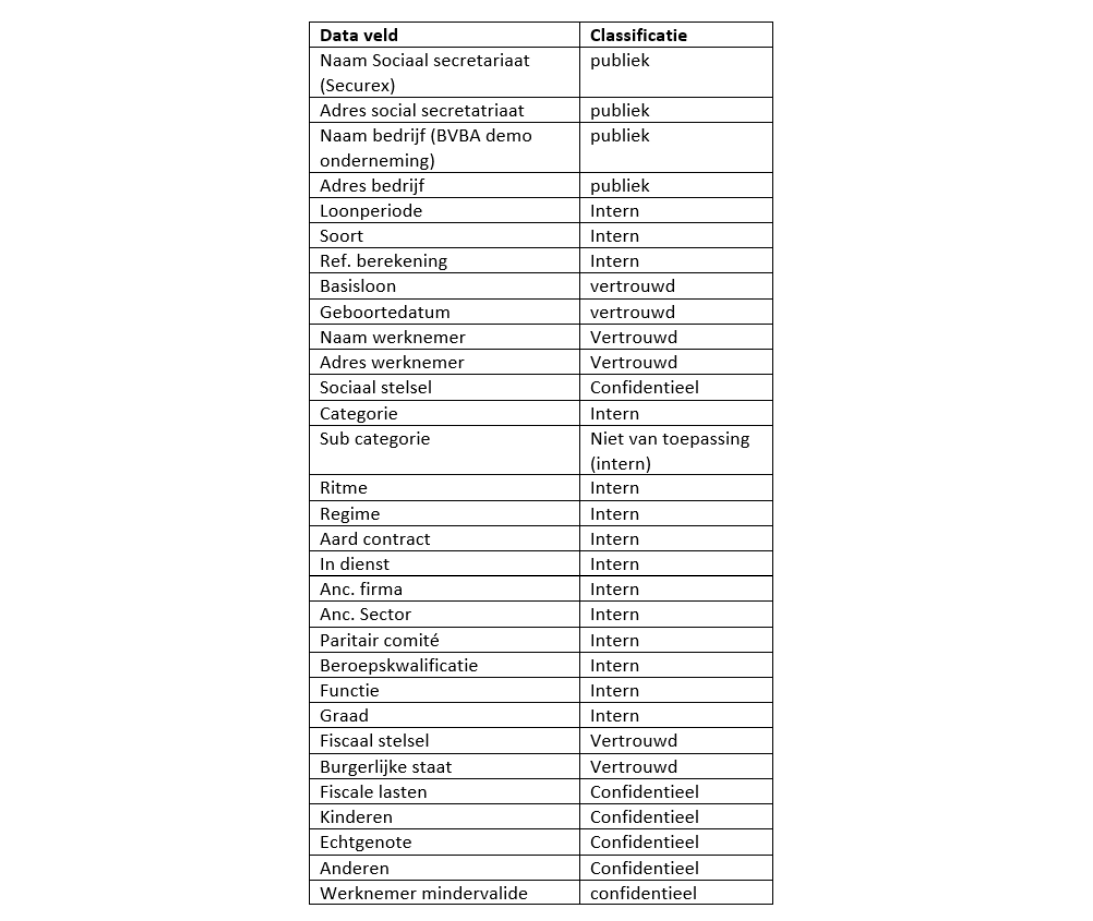 Data veld Classificatie
Naam Sociaal secretariaat publiek
(Securex)
Adres social secretatriaat publiek
Naam bedrijf (BVBA demo publiek
onderneming)
Adres bedrijf publiek
Loonperiode Intern
Soort Intern
Ref. berekening Intern
Basisloon vertrouwd
Geboortedatum vertrouwd
Naam werknemer Vertrouwd
Adres werknemer Vertrouwd
Sociaal stelsel Confidentieel
Categorie Intern
Sub categorie Niet van toepassing
(intern)
Ritme Intern
Regime Intern
Aard contract Intern
In dienst Intern
Anc. firma Intern
Anc. Sector Intern
Paritair comité Intern
Beroepskwalificatie Intern
Functie Intern
Graad Intern
Fiscaal stelsel Vertrouwd
Burgerlijke staat Vertrouwd
Fiscale lasten Confidentieel
Kinderen Confidentieel
Echtgenote Confidentieel
Anderen Confidentieel
Werknemer mindervalide confidentieel